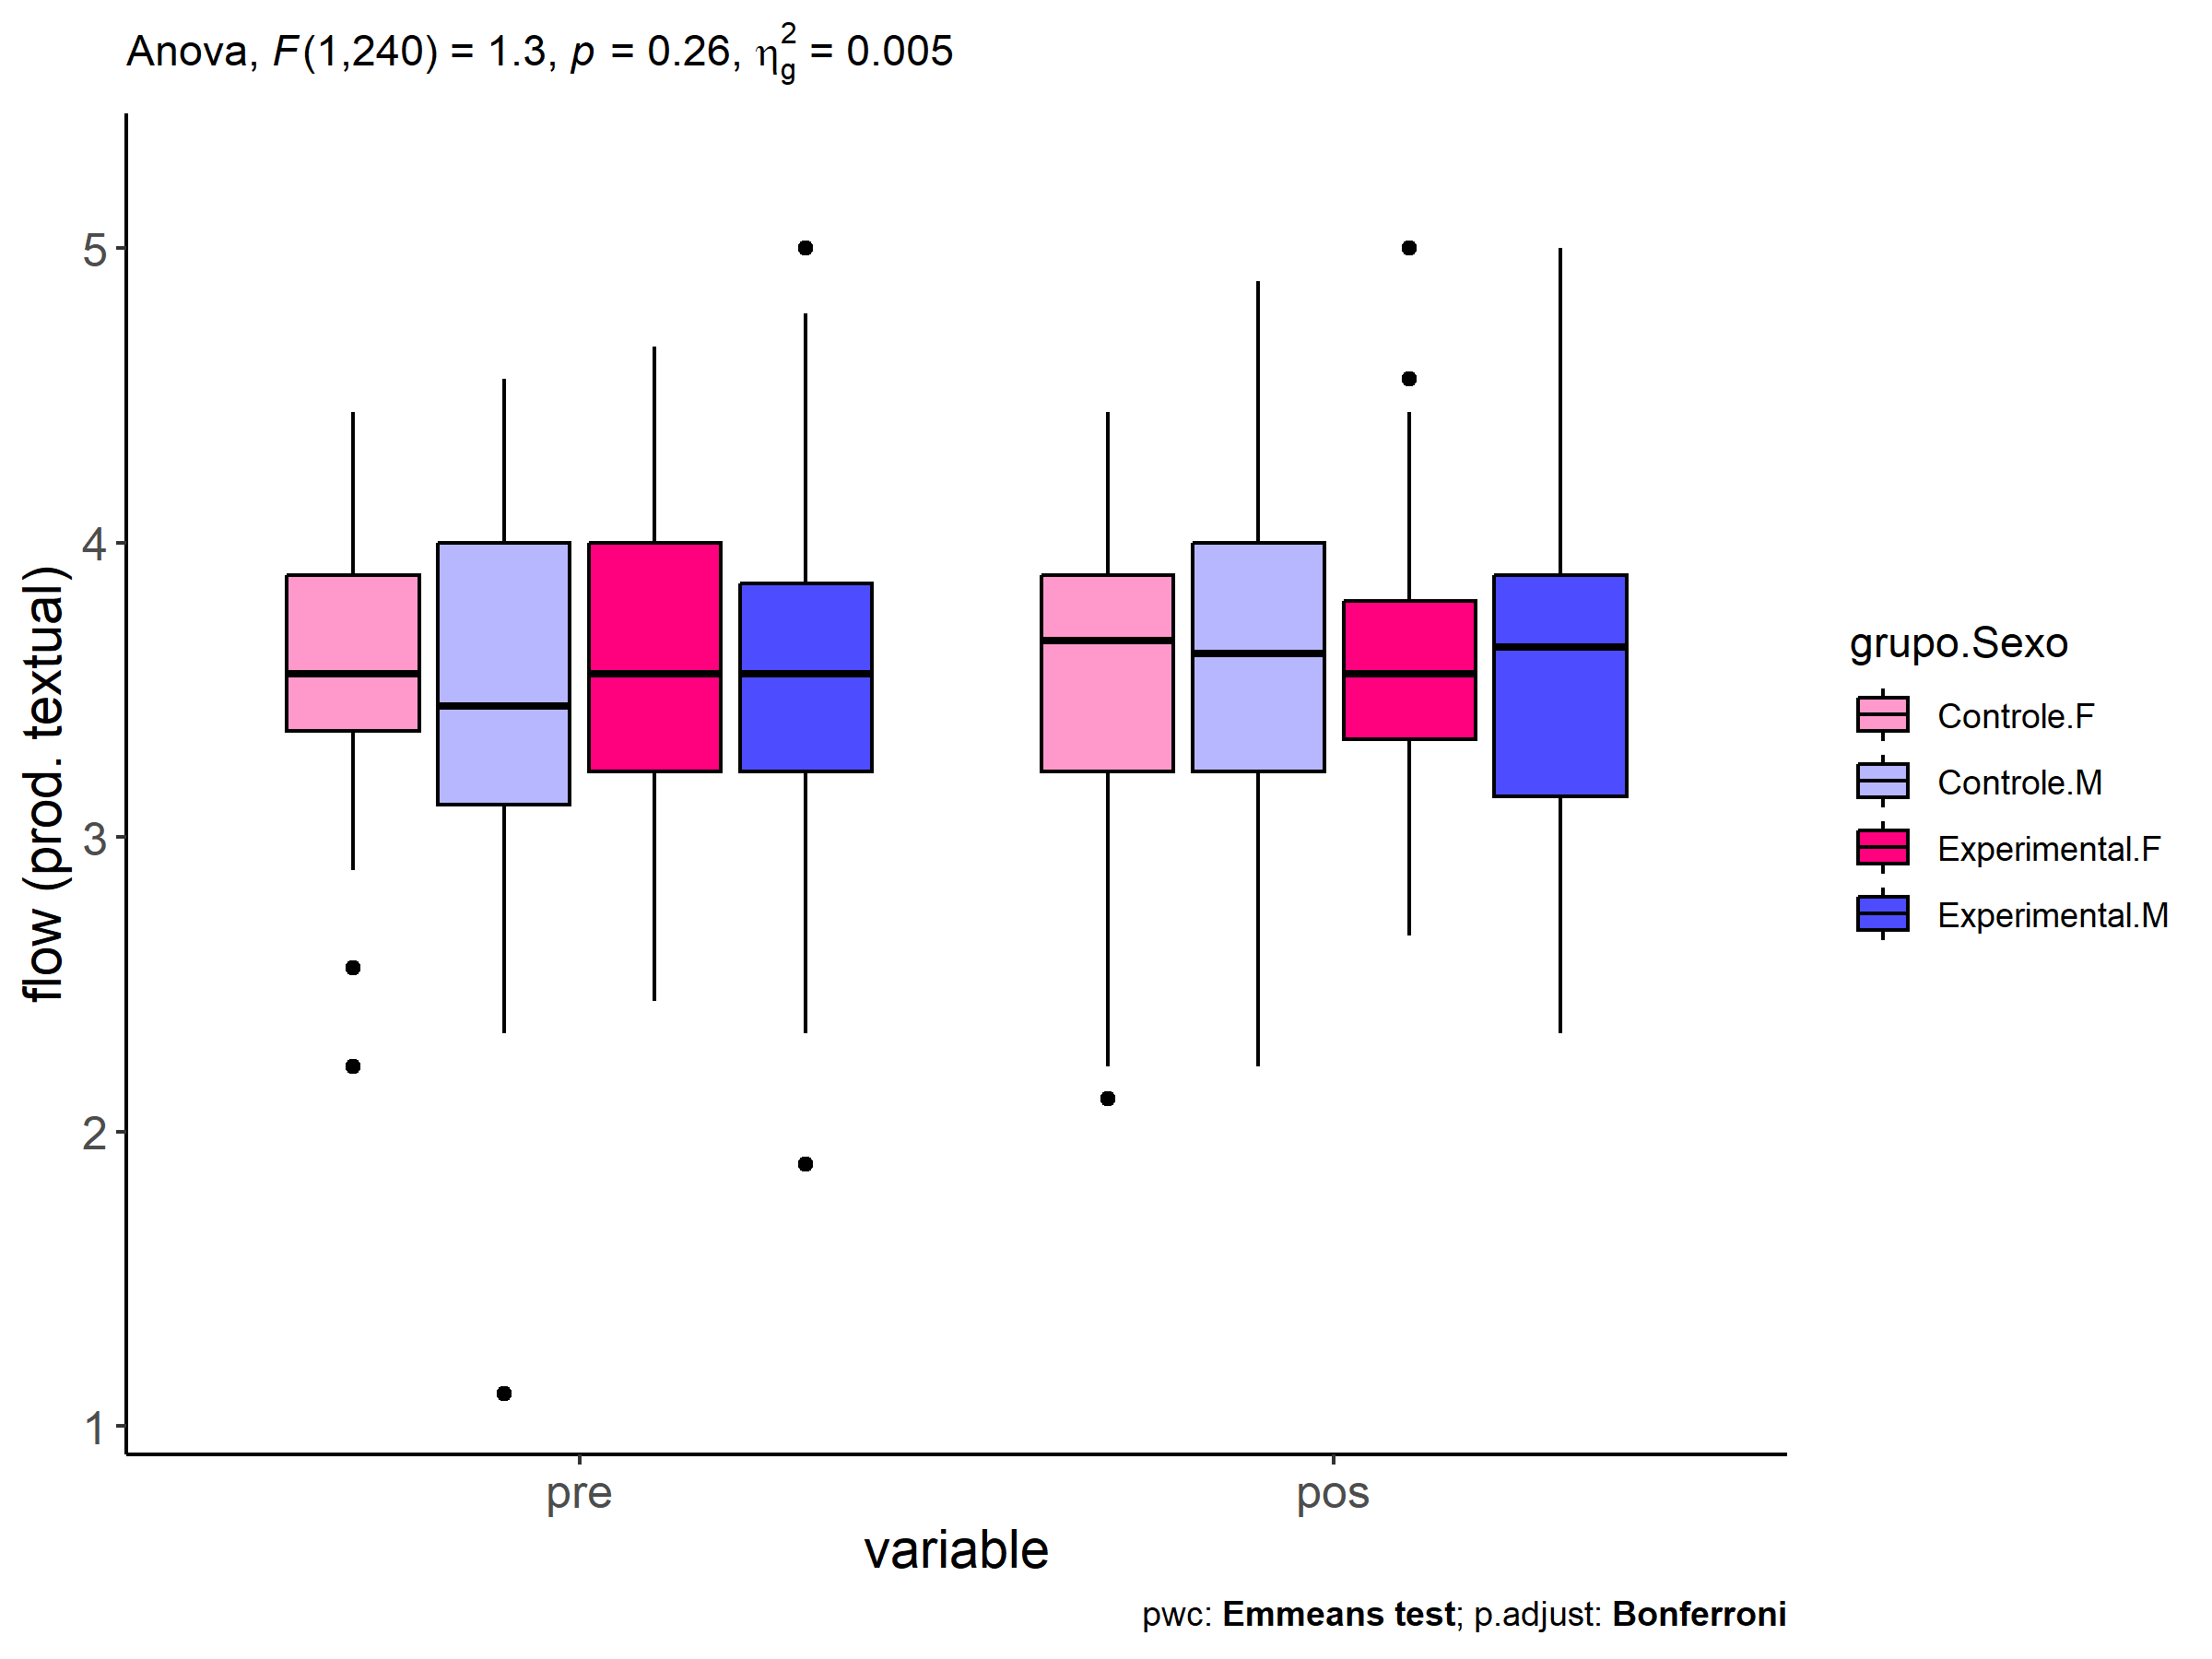 Anova, F(1,240) = 1.3, p = 0.26, η²g = 0.005
flow (prod. textual)
5
4
3
2
1
pre
pos
variable
grupo.Sexo
Controle.F
Controle.M
Experimental.F
Experimental.M
pwc: Emmeans test; p.adjust: Bonferroni